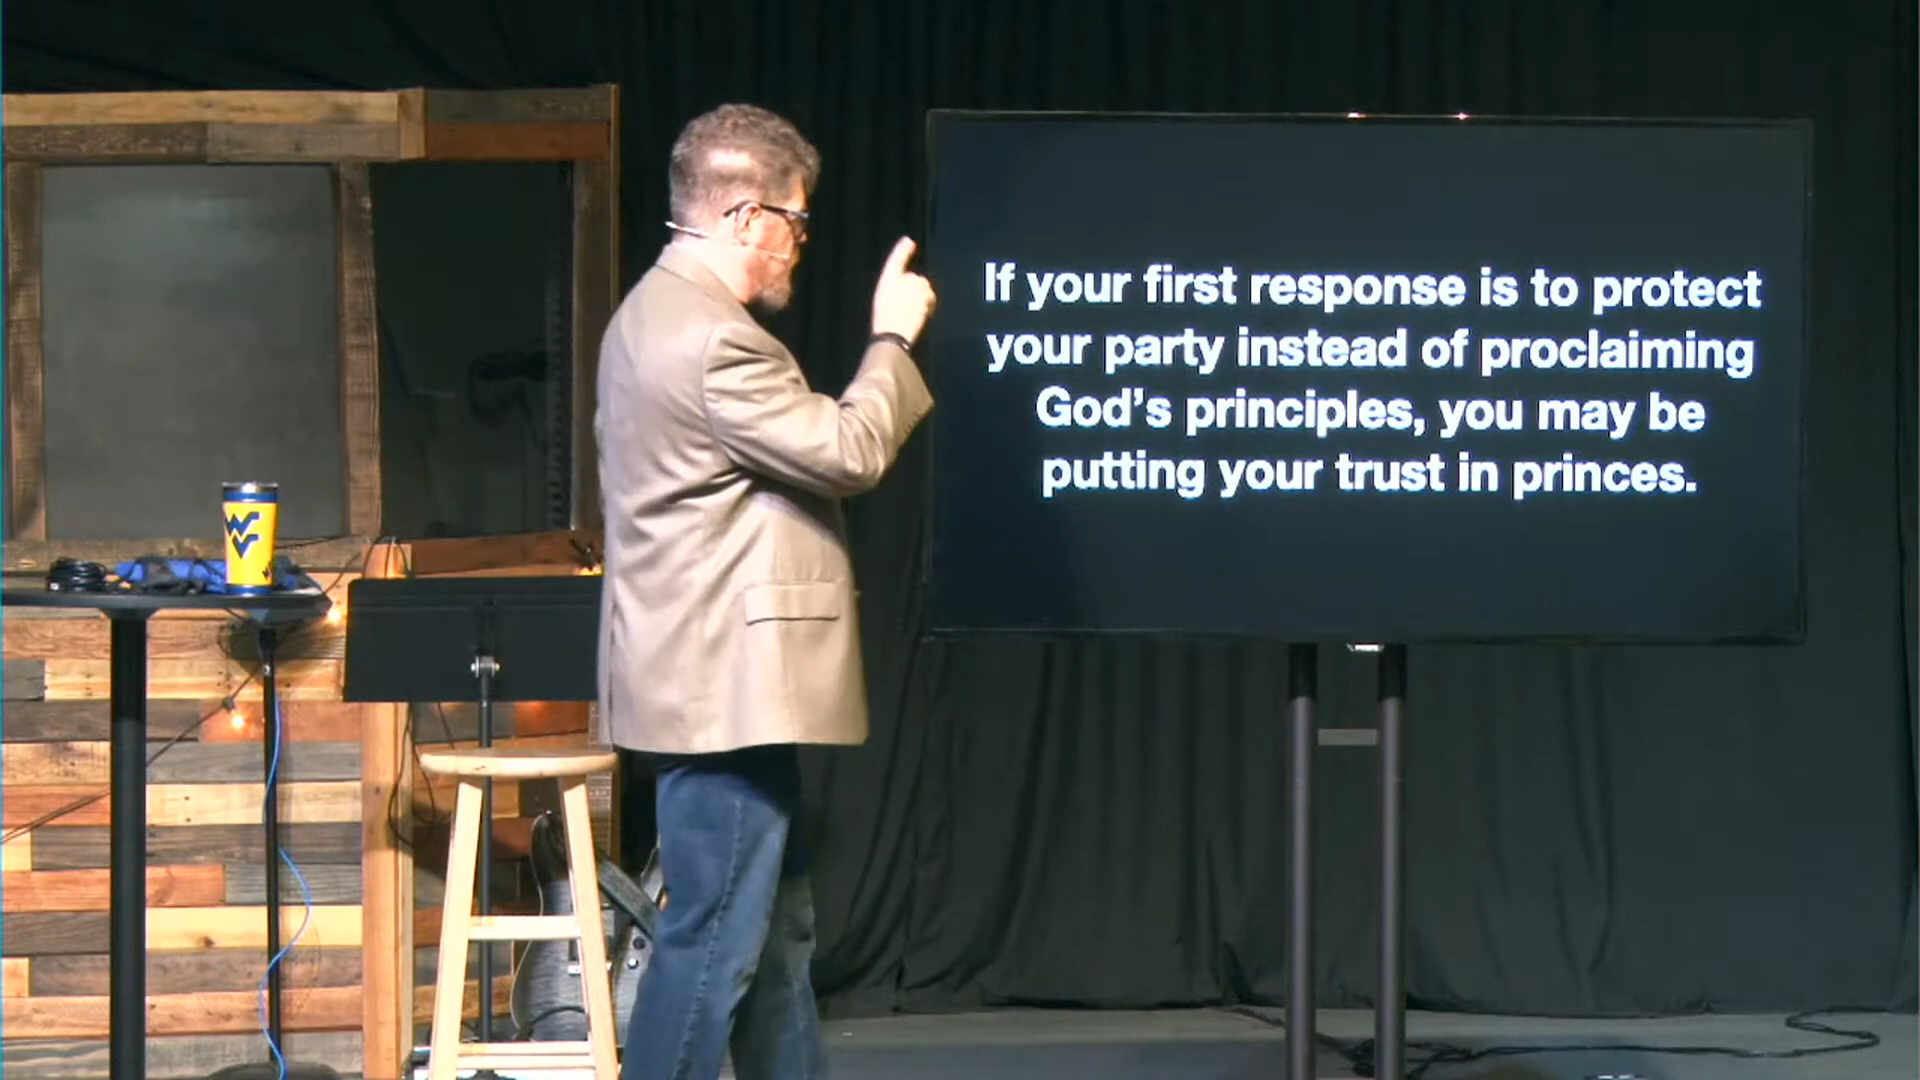 If your first response is to protect
your party instead of proclaiming
God's principles, you may be
putting your trust in princes.
WV